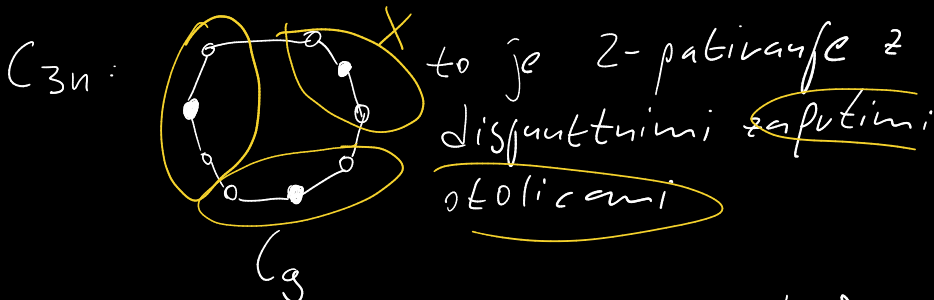 C3n: X to je 2-pakiranje z
disjunktnimi zaprtimi
okolicami
C9